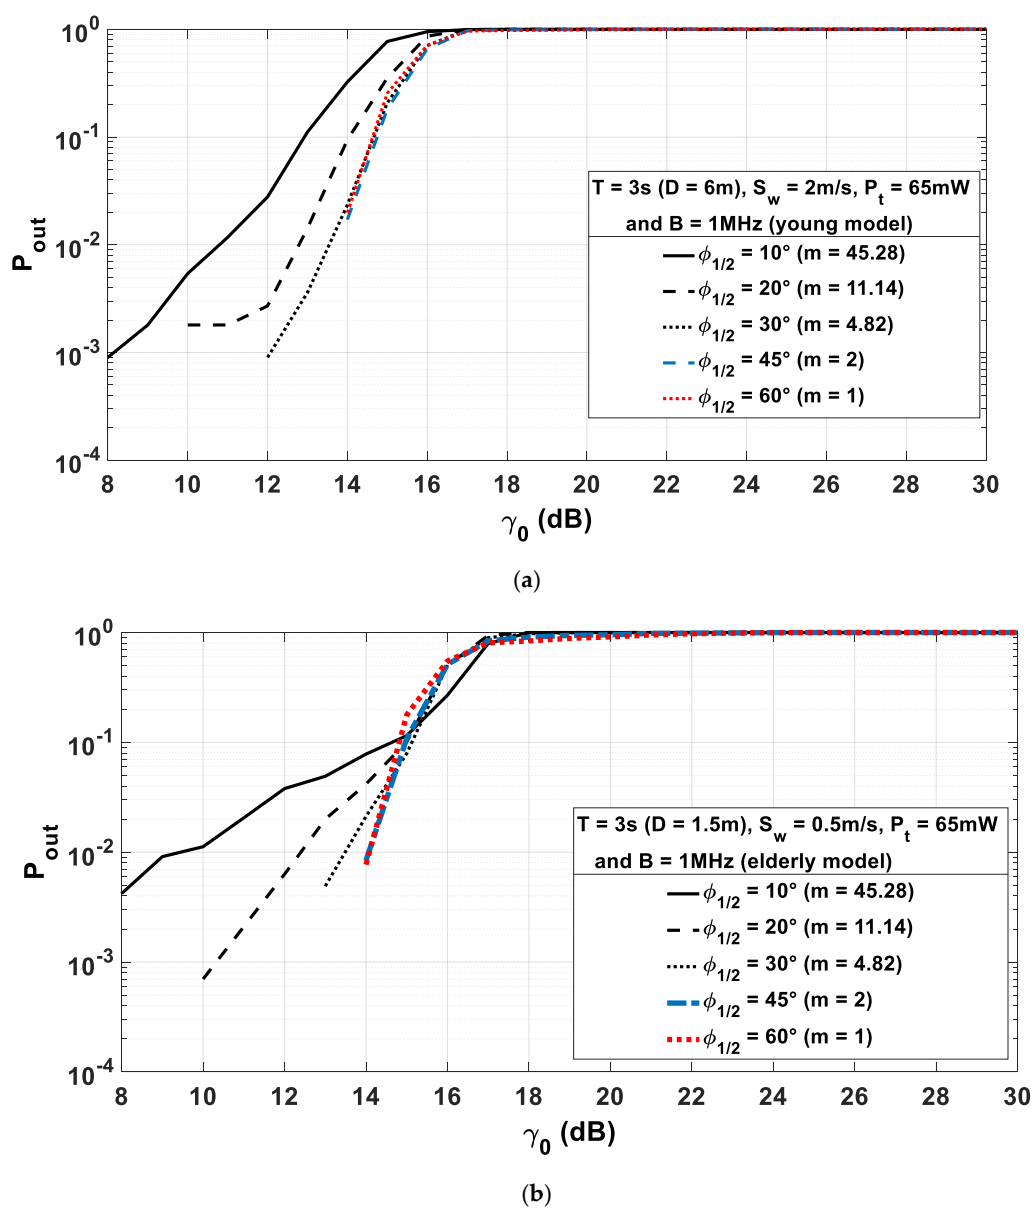 10⁰
10⁻¹
10⁻²
10⁻³
10⁻⁴
P_out
T = 3s (D = 6m), S_w = 2m/s, P_t = 65mW
and B = 1MHz (young model)
ϕ_1/2 = 10° (m = 45.28)
ϕ_1/2 = 20° (m = 11.14)
ϕ_1/2 = 30° (m = 4.82)
ϕ_1/2 = 45° (m = 2)
ϕ_1/2 = 60° (m = 1)
8 10 12 14 16 18 20 22 24 26 28 30
γ_0 (dB)
(a)
10⁰
10⁻¹
10⁻²
10⁻³
10⁻⁴
P_out
T = 3s (D = 1.5m), S_w = 0.5m/s, P_t = 65mW
and B = 1MHz (elderly model)
ϕ_1/2 = 10° (m = 45.28)
ϕ_1/2 = 20° (m = 11.14)
ϕ_1/2 = 30° (m = 4.82)
ϕ_1/2 = 45° (m = 2)
ϕ_1/2 = 60° (m = 1)
8 10 12 14 16 18 20 22 24 26 28 30
γ_0 (dB)
(b)